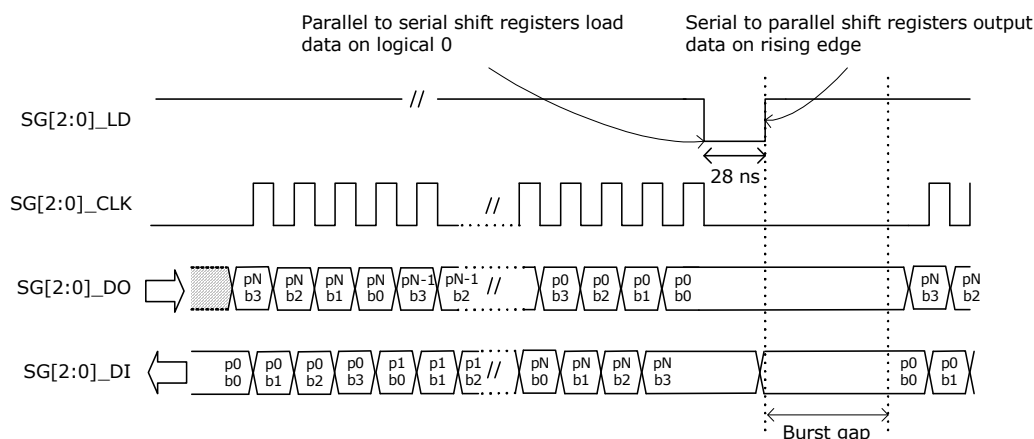 Parallel to serial shift registers load
data on logical 0
Serial to parallel shift registers output
data on rising edge
SG[2:0]_LD
//
28 ns
SG[2:0]_CLK
//
SG[2:0]_DO
pN b3 pN b2 pN b1 pN b0 pN-1 b3 pN-1 b2 // p0 b3 p0 b2 p0 b1 p0 b0 pN b3 pN b2
SG[2:0]_DI
p0 b0 p0 b1 p0 b2 p0 b3 p1 b0 p1 b1 p1 b2 // pN b0 pN b1 pN b2 pN b3 p0 b0 p0 b1
Burst gap